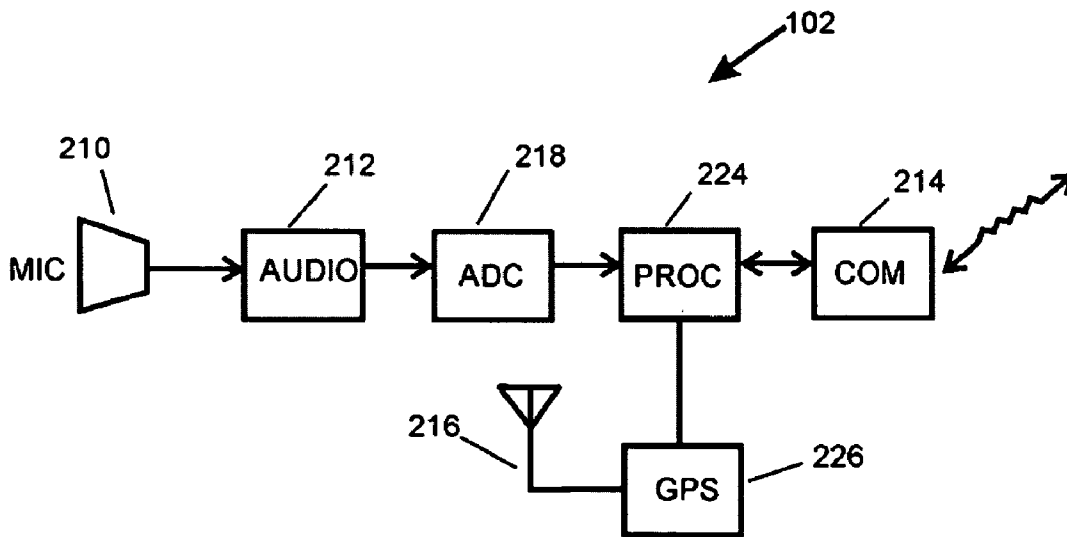 102
210
212
218
224
214
MIC
AUDIO
ADC
PROC
COM
216
GPS
226